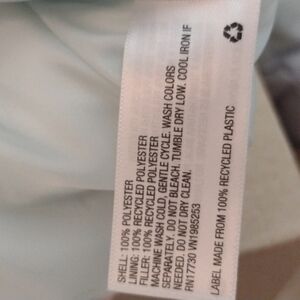 SHELL: 100% POLYESTER
LINING: 100% RECYCLED POLYESTER
FILLER: 100% RECYCLED POLYESTER
MACHINE WASH COLD, GENTLE CYCLE. WASH COLORS
SEPARATELY. DO NOT BLEACH. TUMBLE DRY LOW. COOL IRON IF
NEEDED. DO NOT DRY CLEAN.
RN17730 VN1985253
LABEL MADE FROM 100% RECYCLED PLASTIC